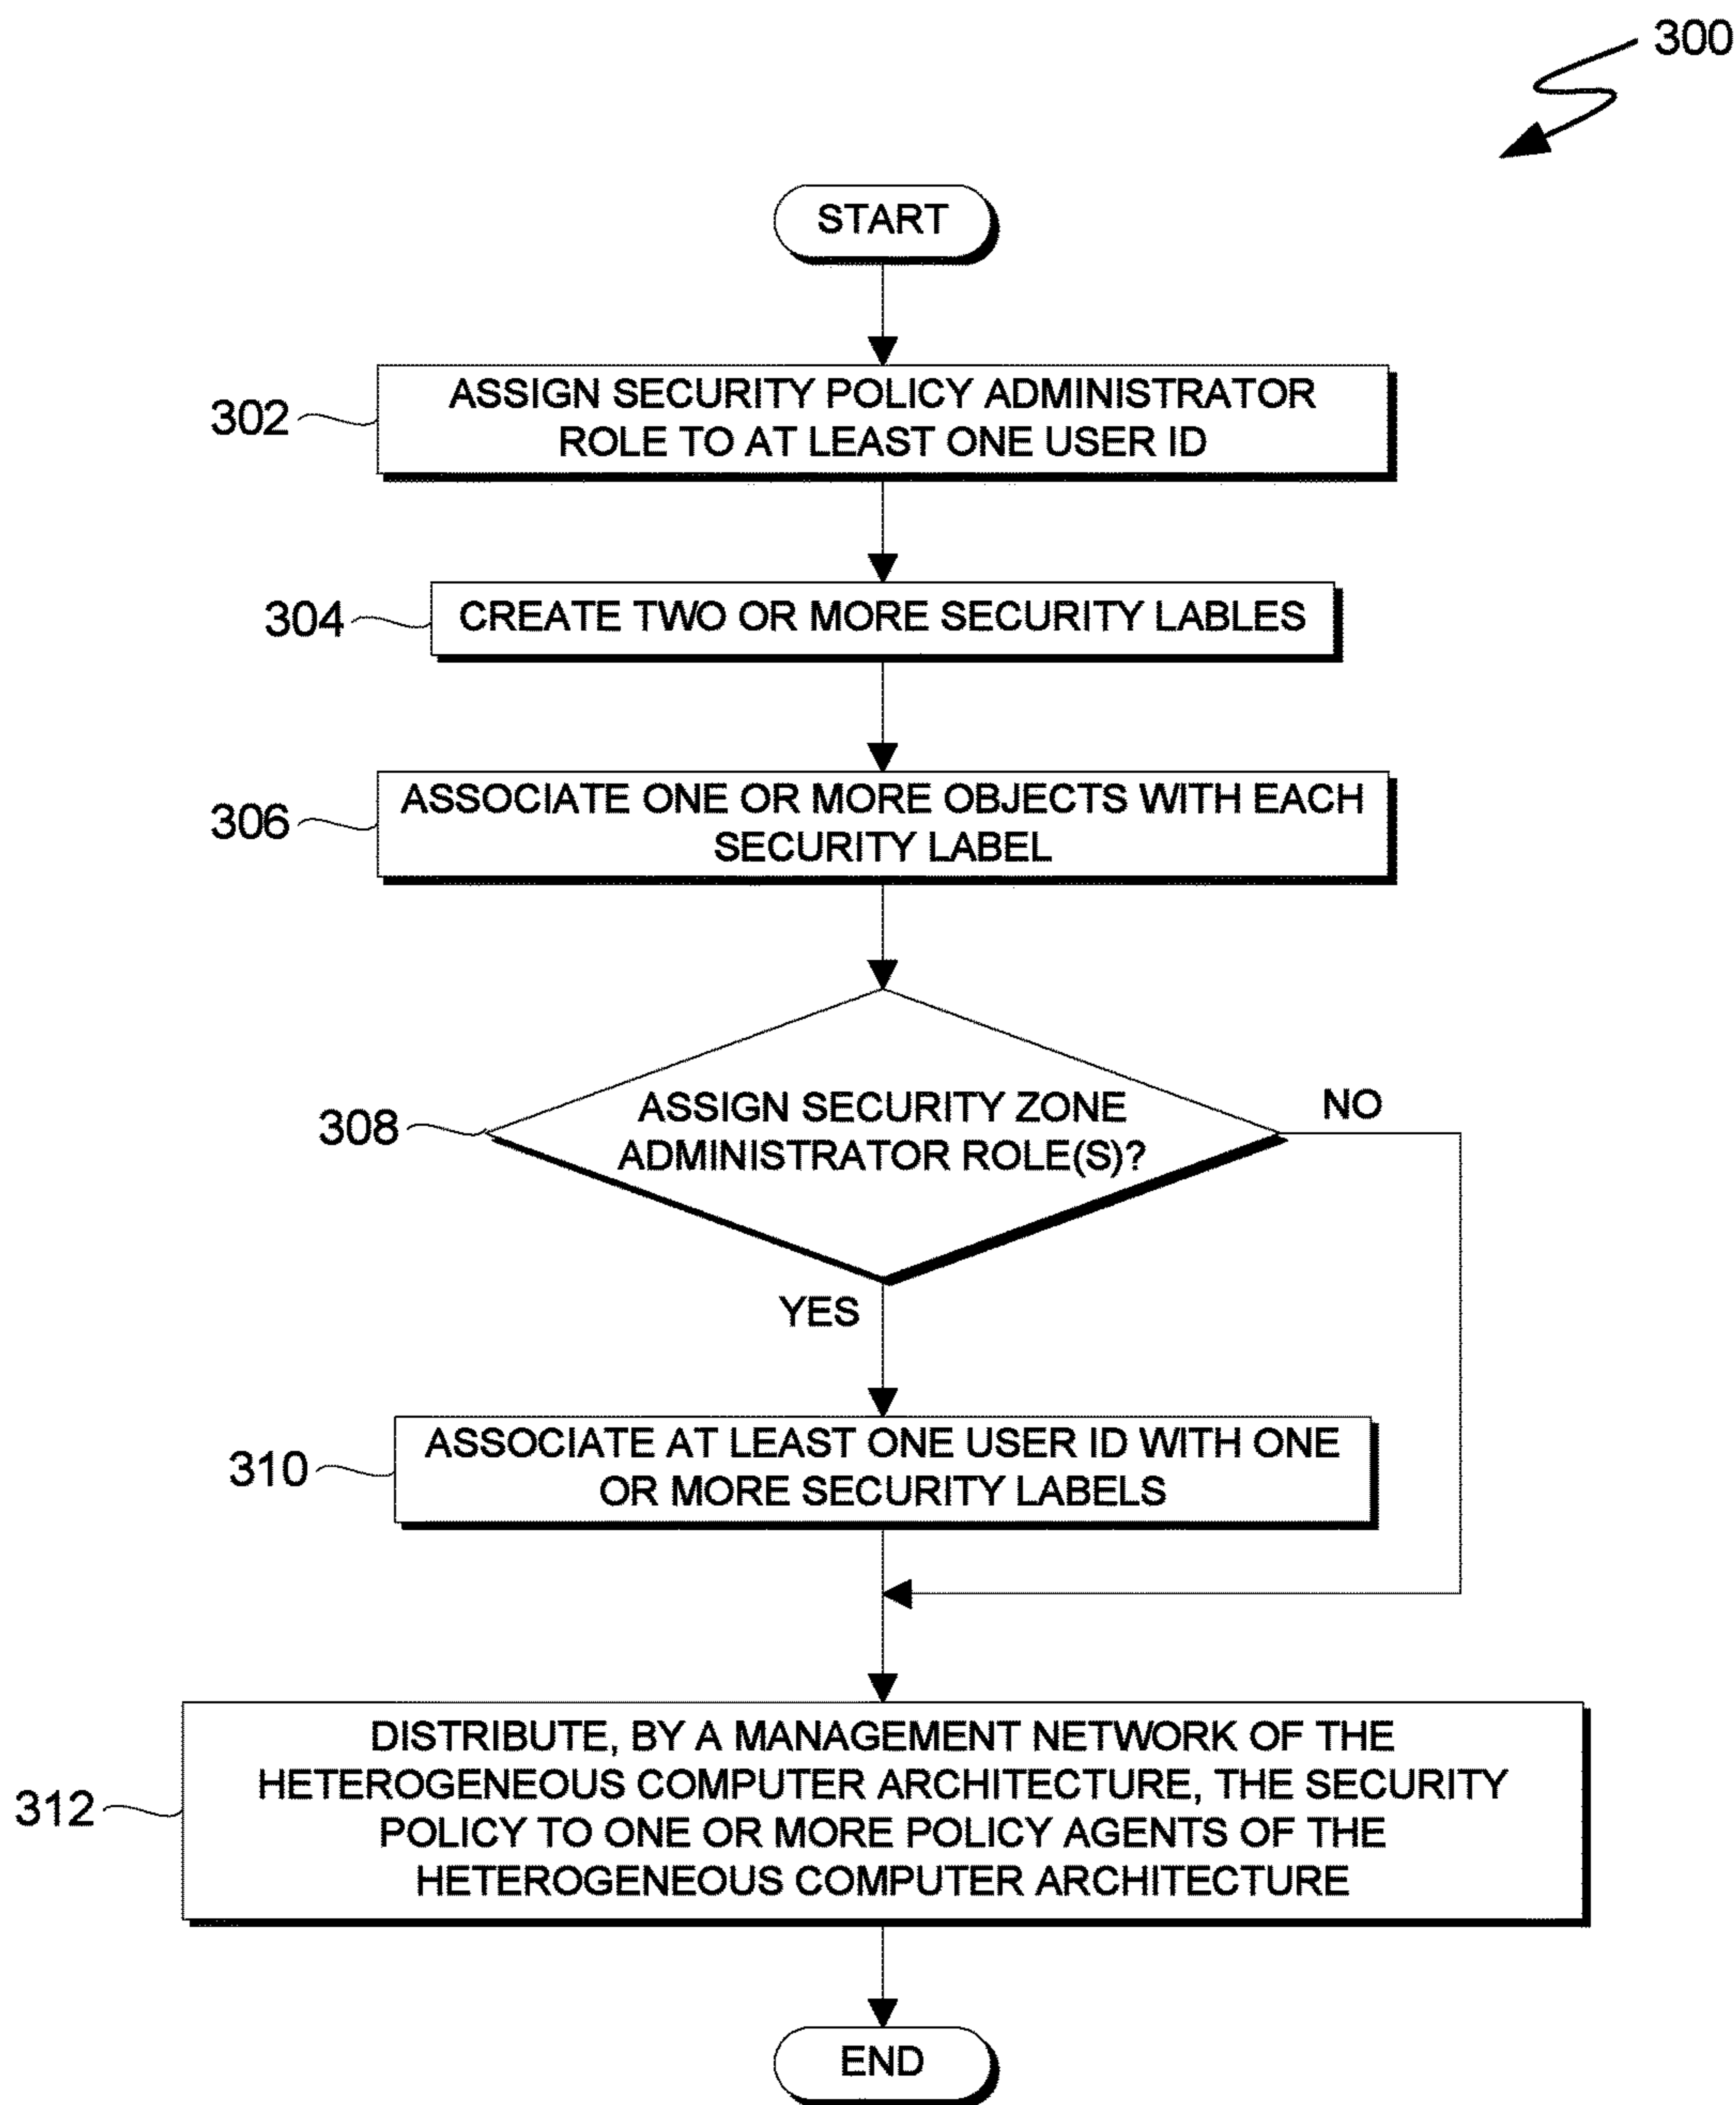 300
START
302
ASSIGN SECURITY POLICY ADMINISTRATOR
ROLE TO AT LEAST ONE USER ID
304
CREATE TWO OR MORE SECURITY LABLES
306
ASSOCIATE ONE OR MORE OBJECTS WITH EACH
SECURITY LABEL
308
ASSIGN SECURITY ZONE
ADMINISTRATOR ROLE(S)?
NO
YES
310
ASSOCIATE AT LEAST ONE USER ID WITH ONE
OR MORE SECURITY LABELS
312
DISTRIBUTE, BY A MANAGEMENT NETWORK OF THE
HETEROGENEOUS COMPUTER ARCHITECTURE, THE SECURITY
POLICY TO ONE OR MORE POLICY AGENTS OF THE
HETEROGENEOUS COMPUTER ARCHITECTURE
END